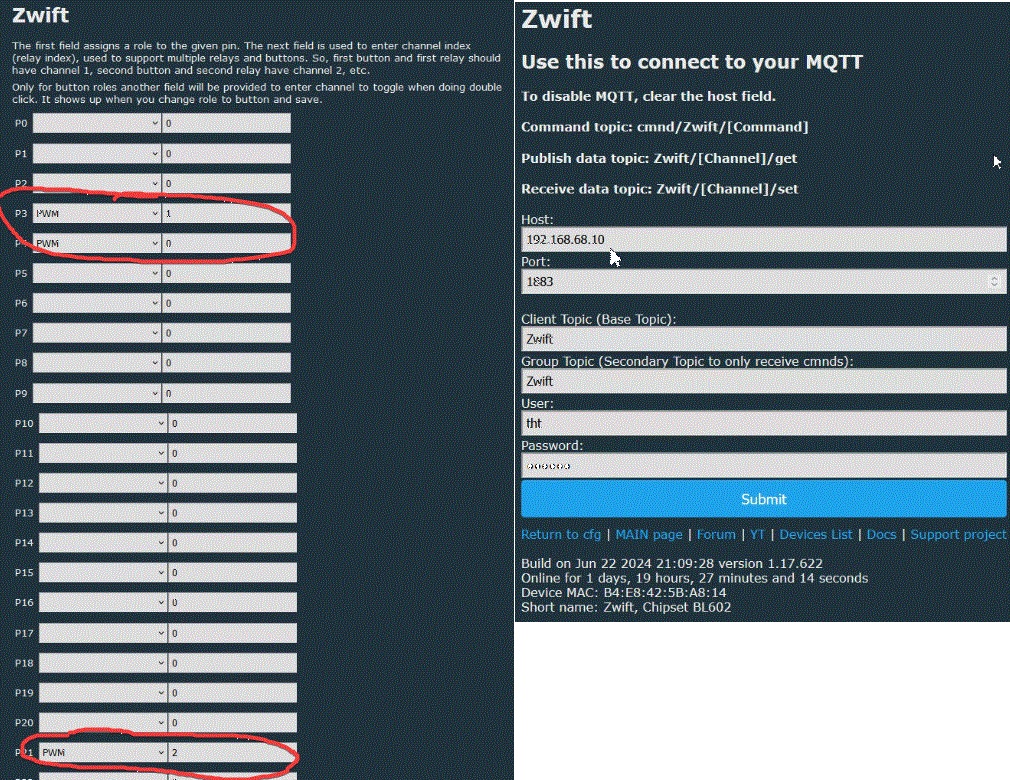 Zwift
The first field assigns a role to the given pin. The next field is used to enter channel index
(relay index), used to support multiple relays and buttons. So, first button and first relay should
have channel 1, second button and second relay have channel 2, etc.
Only for button roles another field will be provided to enter channel to toggle when doing double
click. It shows up when you change role to button and save.
P0 0
P1 0
P2 0
P3 PWM 1
PWM 0
P5 0
P6 0
P7 0
P8 0
P9 0
P10 0
P11 0
P12 0
P13 0
P14 0
P15 0
P16 0
P17 0
P18 0
P19 0
P20 0
P21 PWM 2
Zwift
Use this to connect to your MQTT
To disable MQTT, clear the host field.
Command topic: cmnd/Zwift/[Command]
Publish data topic: Zwift/[Channel]/get
Receive data topic: Zwift/[Channel]/set
Host:
192.168.68.10
Port:
1883
Client Topic (Base Topic):
Zwift
Group Topic (Secondary Topic to only receive cmnds):
Zwift
User:
tht
Password:
Submit
Return to cfg | MAIN page | Forum | YT | Devices List | Docs | Support project
Build on Jun 22 2024 21:09:28 version 1.17.622
Online for 1 days, 19 hours, 27 minutes and 14 seconds
Device MAC: B4:E8:42:5B:A8:14
Short name: Zwift, Chipset BL602